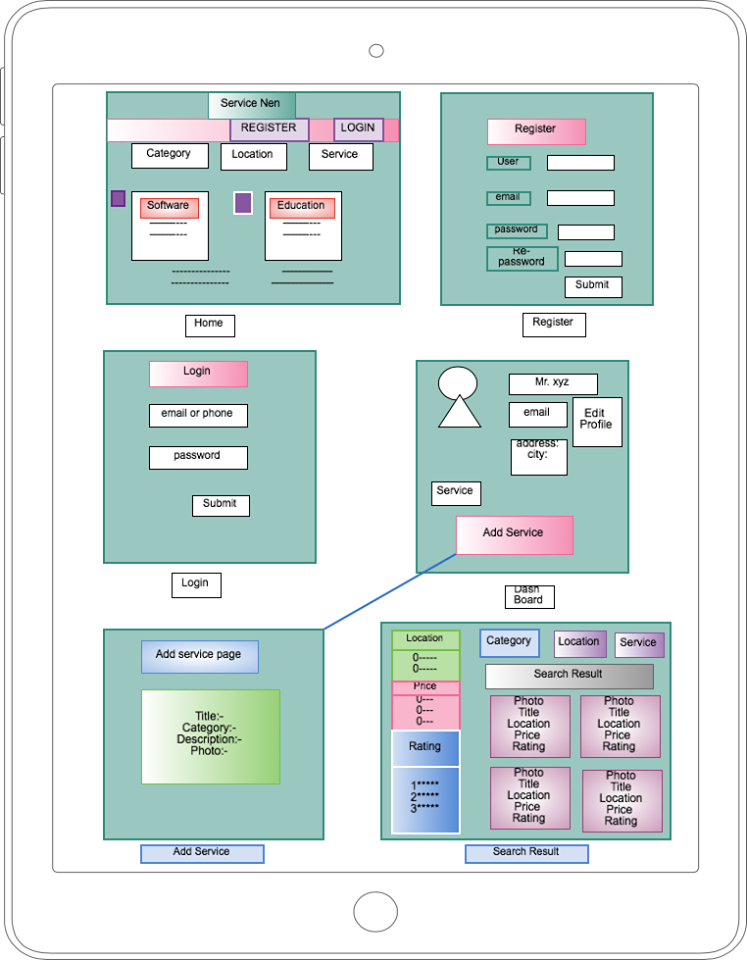 Service Nen
REGISTER
LOGIN
Category
Location
Service
Software
Education
Home
Register
User
email
password
Re-
password
Submit
Register
Login
email or phone
password
Submit
Login
Mr. xyz
email
Edit
Profile
address:
city:
Service
Add Service
Dash
Board
Add service page
Title:-
Category:-
Description:-
Photo:-
Add Service
Location
0-----
0-----
Price
0---
0---
0---
Rating
1*****
2*****
3*****
Category
Location
Service
Search Result
Photo
Title
Location
Price
Rating
Photo
Title
Location
Price
Rating
Photo
Title
Location
Price
Rating
Photo
Title
Location
Price
Rating
Search Result